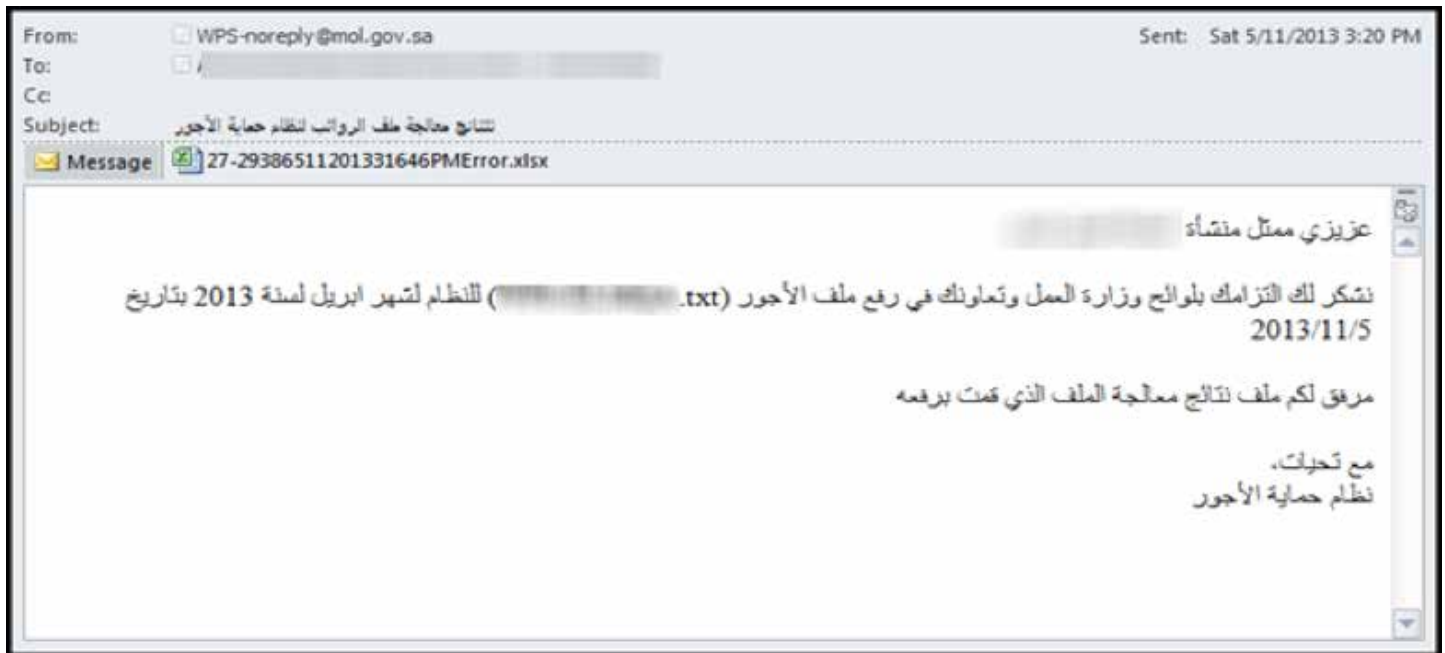 From: WPS-noreply@mol.gov.sa Sent: Sat 5/11/2013 3:20 PM
To:
Cc:
Subject: نتائج معالجة ملف الرواتب لنظام حماية الأجور
Message 27-29386511201331646PMError.xlsx
عزيزي ممثل منشأة
نشكر لك التزامك بلوائح وزارة العمل وتعاونك في رفع ملف الأجور (.txt) للنظام لشهر ابريل لسنة 2013 بتاريخ
2013/11/5
مرفق لكم ملف نتائج معالجة الملف الذي قمت برفعه
مع تحيات،
نظام حماية الأجور